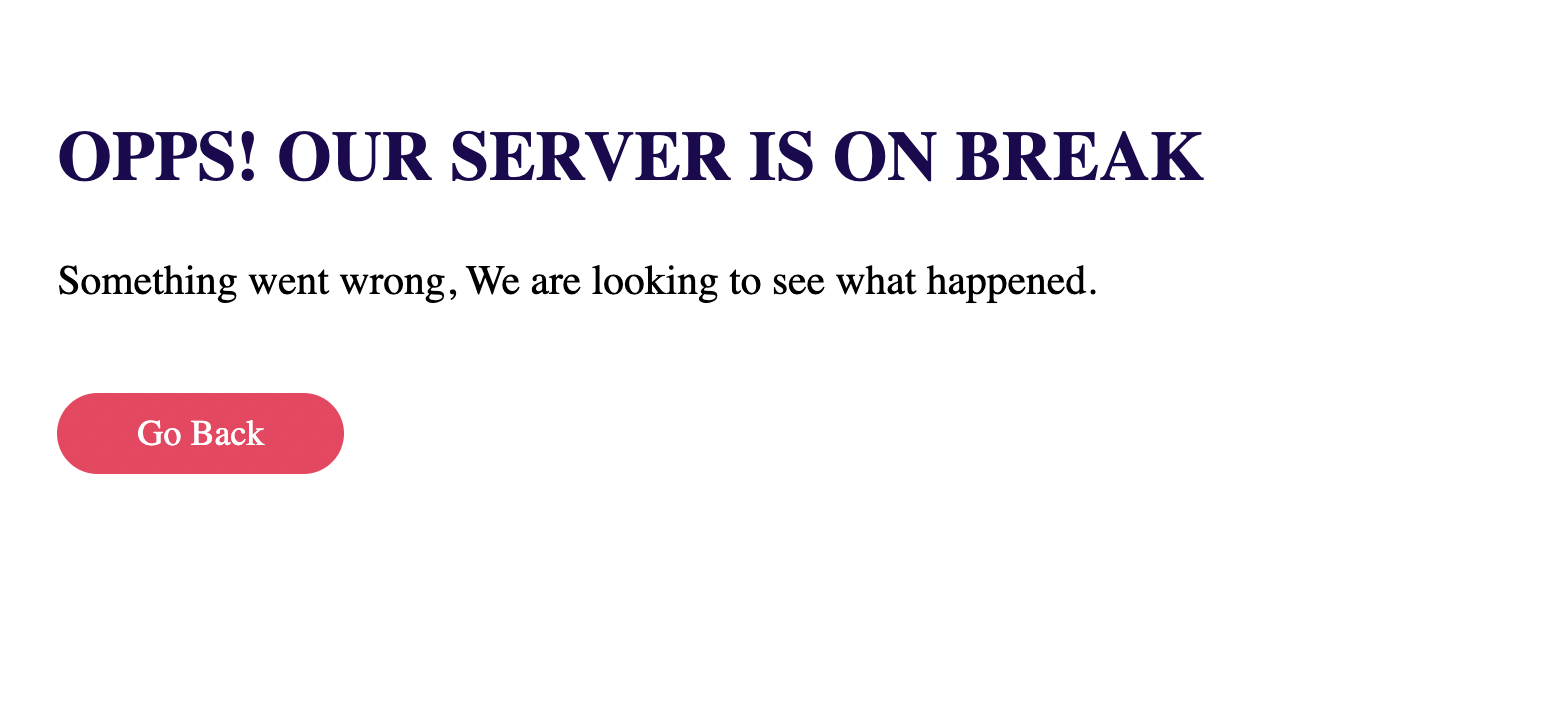 OPPS! OUR SERVER IS ON BREAK
Something went wrong, We are looking to see what happened.
Go Back